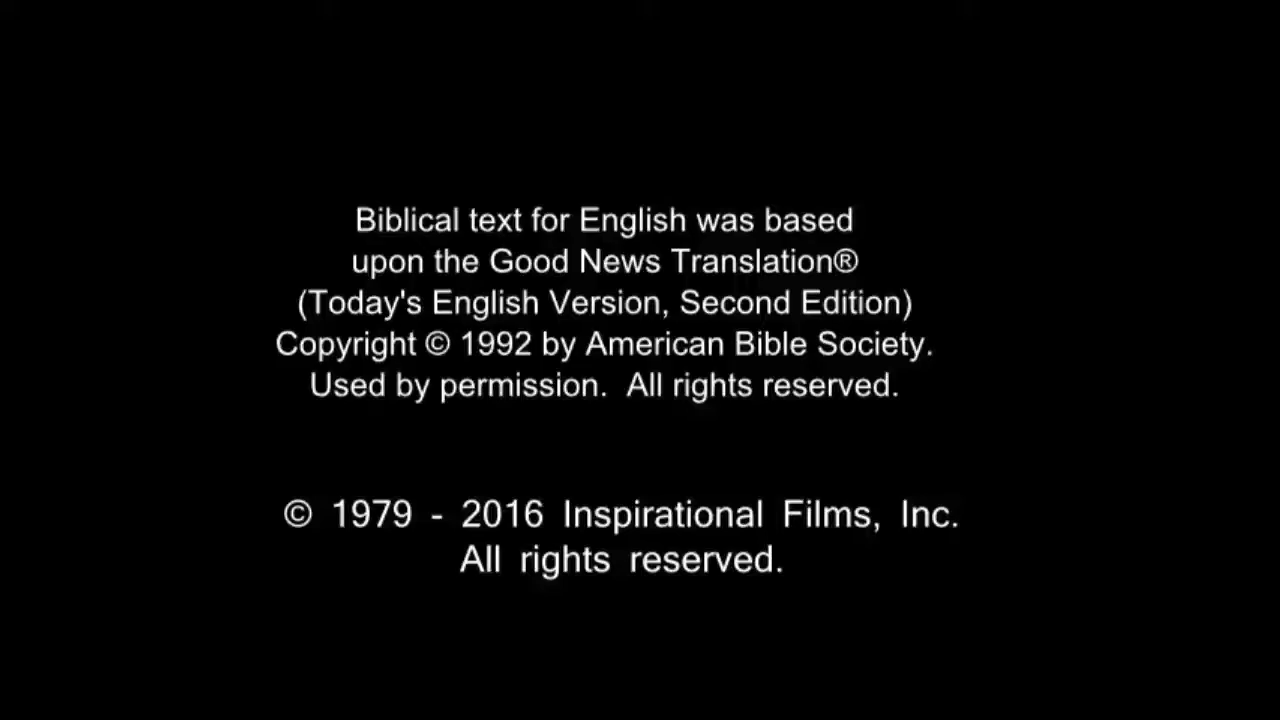 Biblical text for English was based
upon the Good News Translation®
(Today's English Version, Second Edition)
Copyright © 1992 by American Bible Society.
Used by permission.  All rights reserved.
© 1979 - 2016 Inspirational Films, Inc.
All rights reserved.